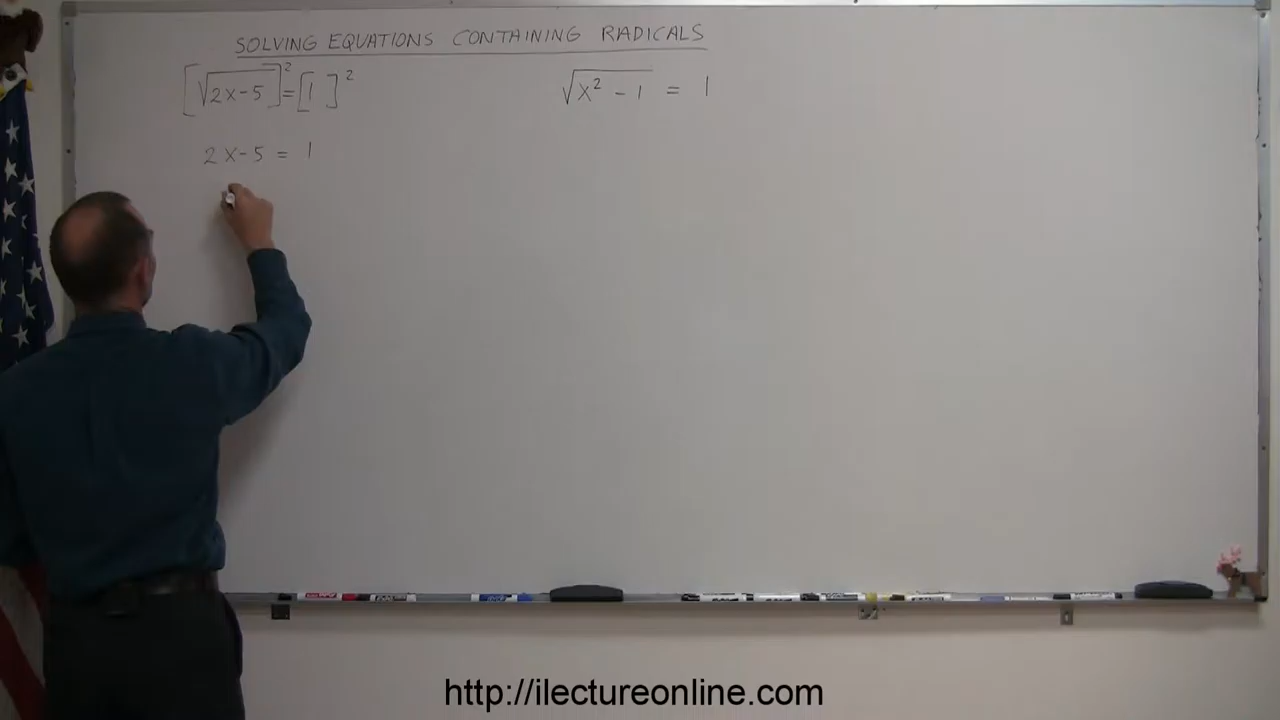 SOLVING EQUATIONS CONTAINING RADICALS
[√2x-5]² = [1]²
√x² - 1 = 1
2x-5 = 1
http://ilectureonline.com